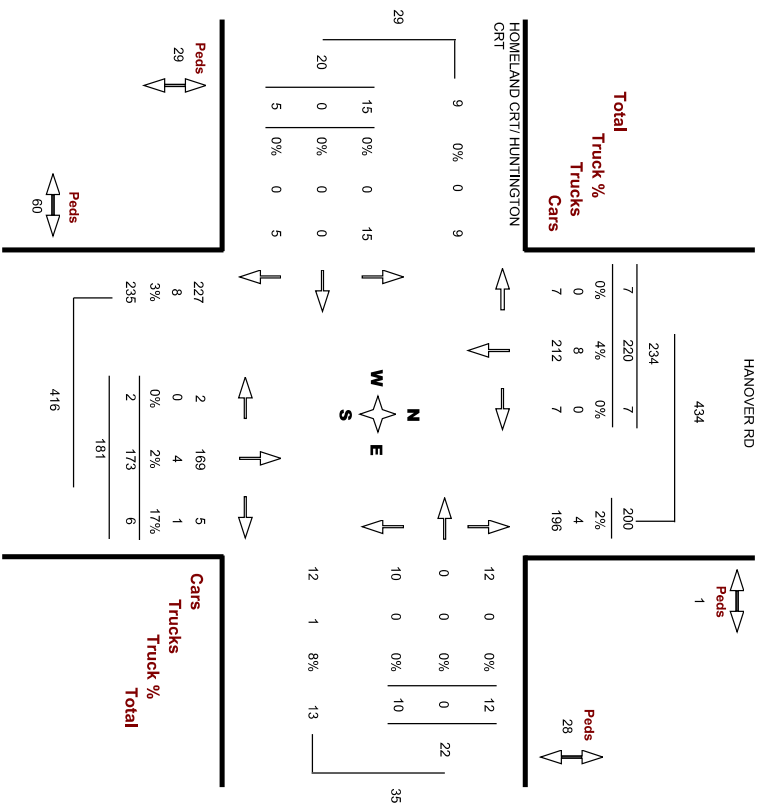 HANOVER RD
Peds
1
434
234
Total 7 220 7 200
Truck % 0% 4% 0% 2%
Trucks 0 8 0 4
Cars 7 212 7 196
Peds
28
HOMELAND CRT/ HUNTINGTON
CRT
12 0 0% 12
9 0% 0 9
0 0 0% 0 22
N
29
10 0 0% 10
35
W E
15 0% 0 15
S
20 0 0% 0 0
12 1 8% 13
5 0% 0 5
Peds 227 2 169 5 Cars
29
8 0 4 1 Trucks
3% 0% 2% 17% Truck %
235 2 173 6 Total
181
Peds
60
416